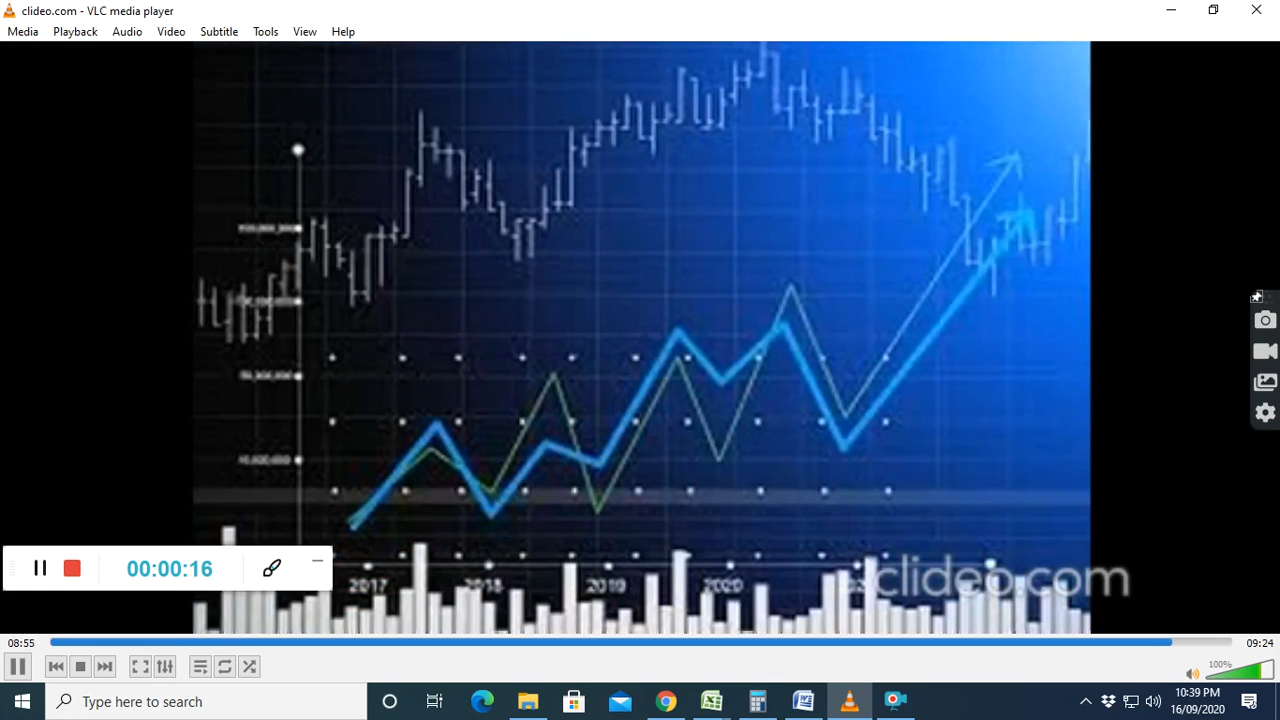 clideo.com - VLC media player
Media Playback Audio Video Subtitle Tools View Help
00:00:16
2017 2018 2019 2020
clideo.com
08:55 09:24
100%
Type here to search
10:39 PM
16/09/2020